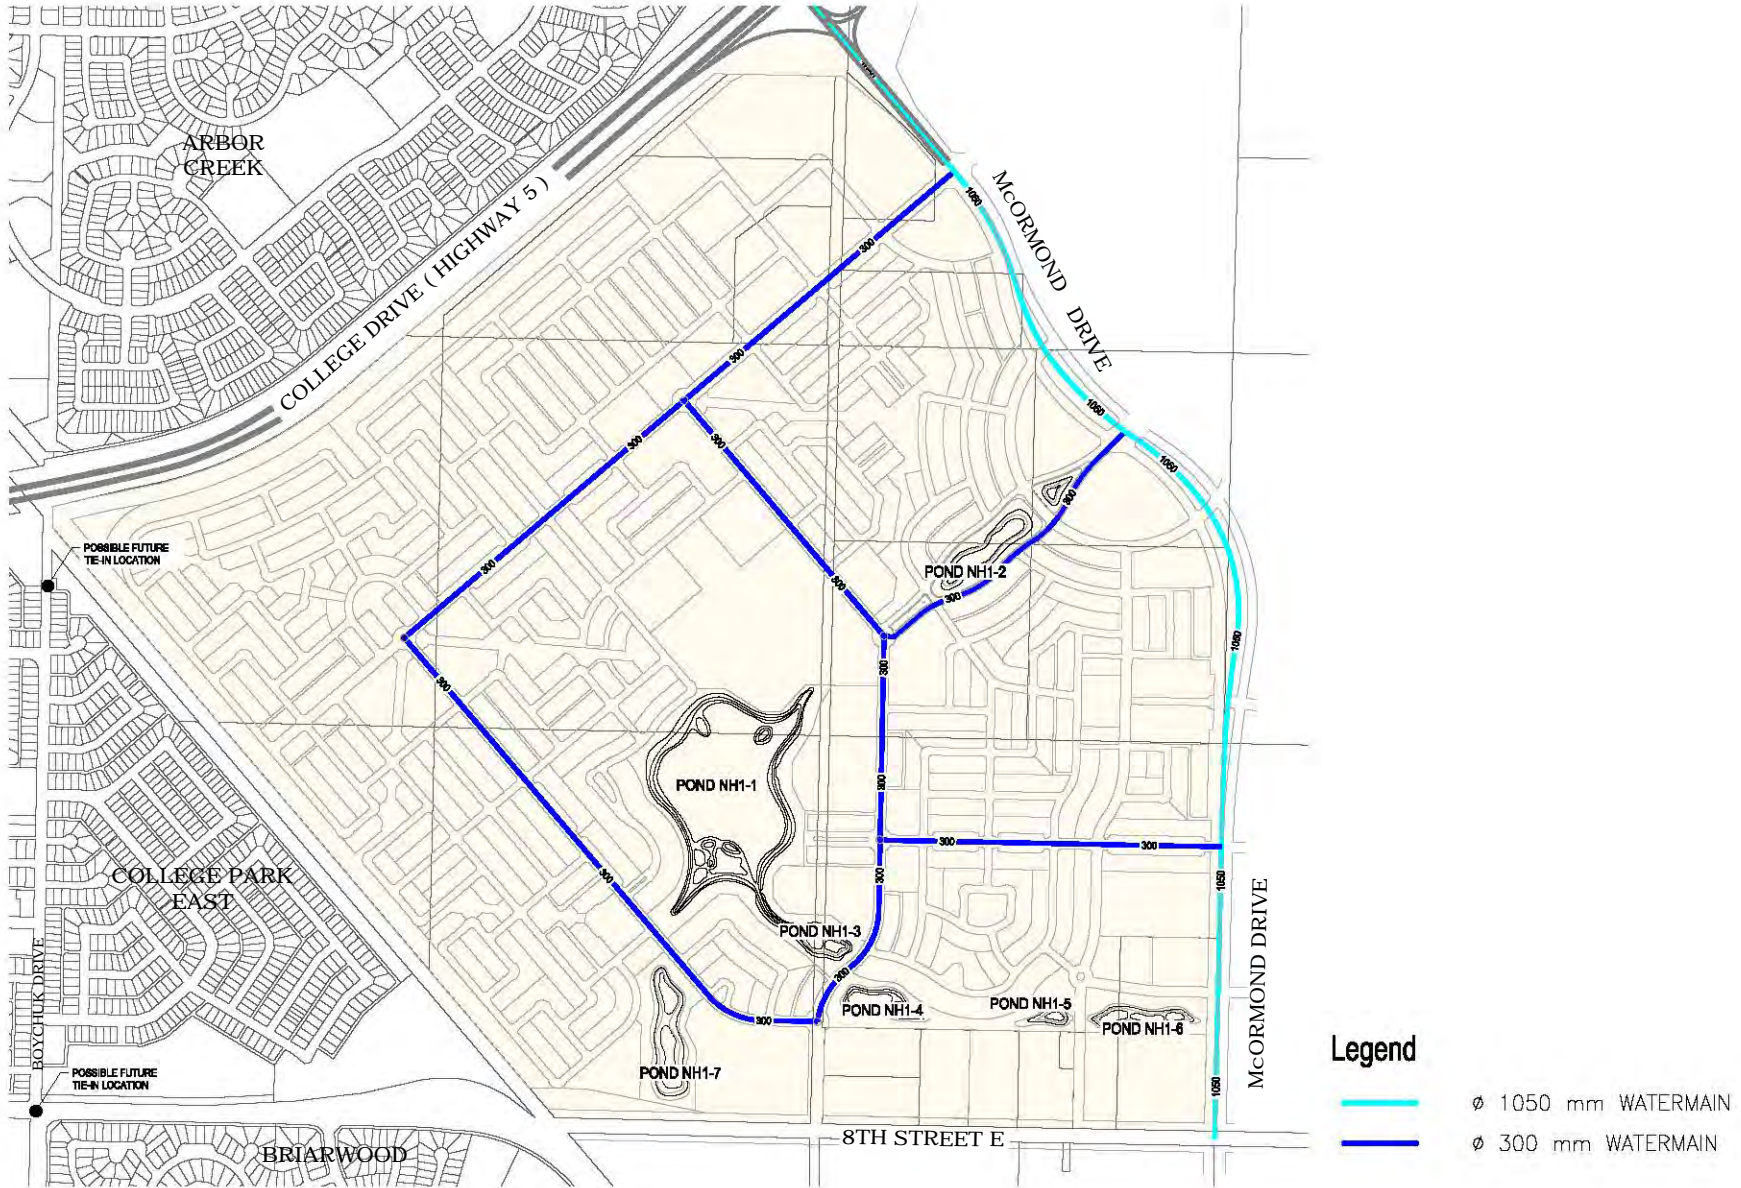 1050
ARBOR
CREEK
COLLEGE DRIVE ( HIGHWAY 5 )
McORMOND DRIVE
1050
300
300
300
300
1050
1050
300
POSSIBLE FUTURE
TIE-IN LOCATION
300
300
POND NH1-2
300
1050
300
300
POND NH1-1
300
300
300
300
300
1050
COLLEGE PARK
EAST
McORMOND DRIVE
POND NH1-3
BOYCHUK DRIVE
300
POND NH1-4
POND NH1-5
POND NH1-6
300
POND NH1-7
POSSIBLE FUTURE
TIE-IN LOCATION
1050
8TH STREET E
BRIARWOOD
Legend
ø 1050 mm WATERMAIN
ø 300 mm WATERMAIN